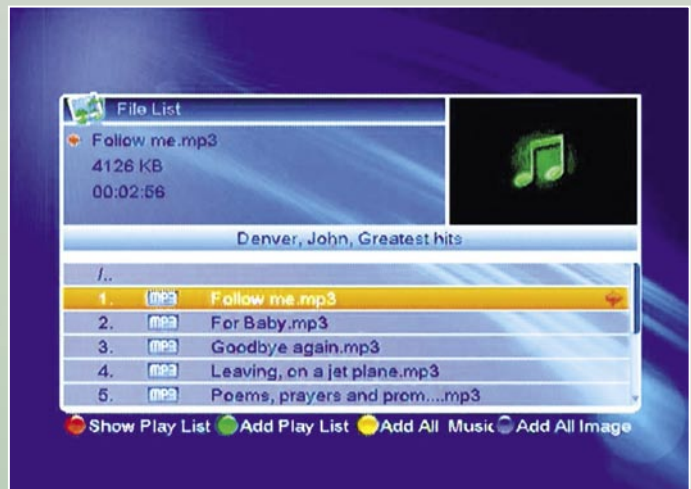 File List
Follow me.mp3
4126 KB
00:02:56
Denver, John, Greatest hits
/..
1. mp3 Follow me.mp3
2. mp3 For Baby.mp3
3. mp3 Goodbye again.mp3
4. mp3 Leaving, on a jet plane.mp3
5. mp3 Poems, prayers and prom....mp3
Show Play List Add Play List Add All Music Add All Image